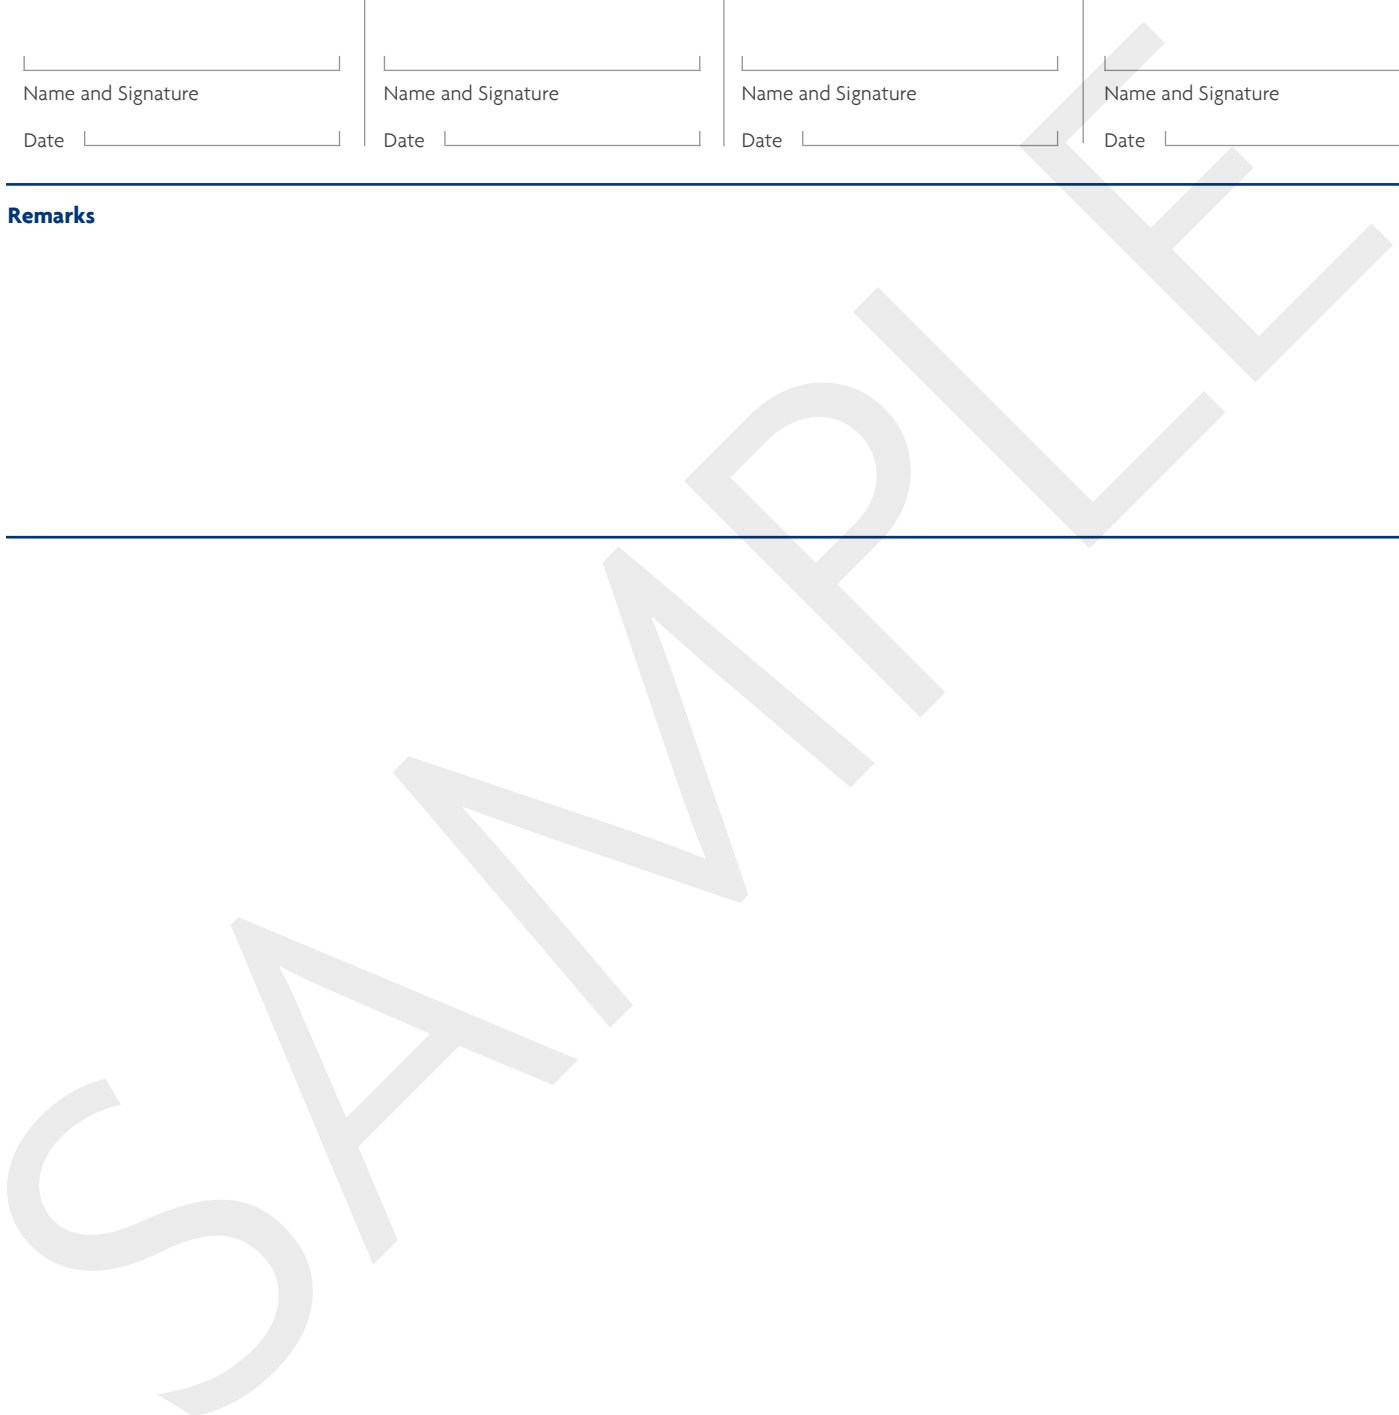 Name and Signature Name and Signature Name and Signature Name and Signature
Date Date Date Date
Remarks
SAMPLE